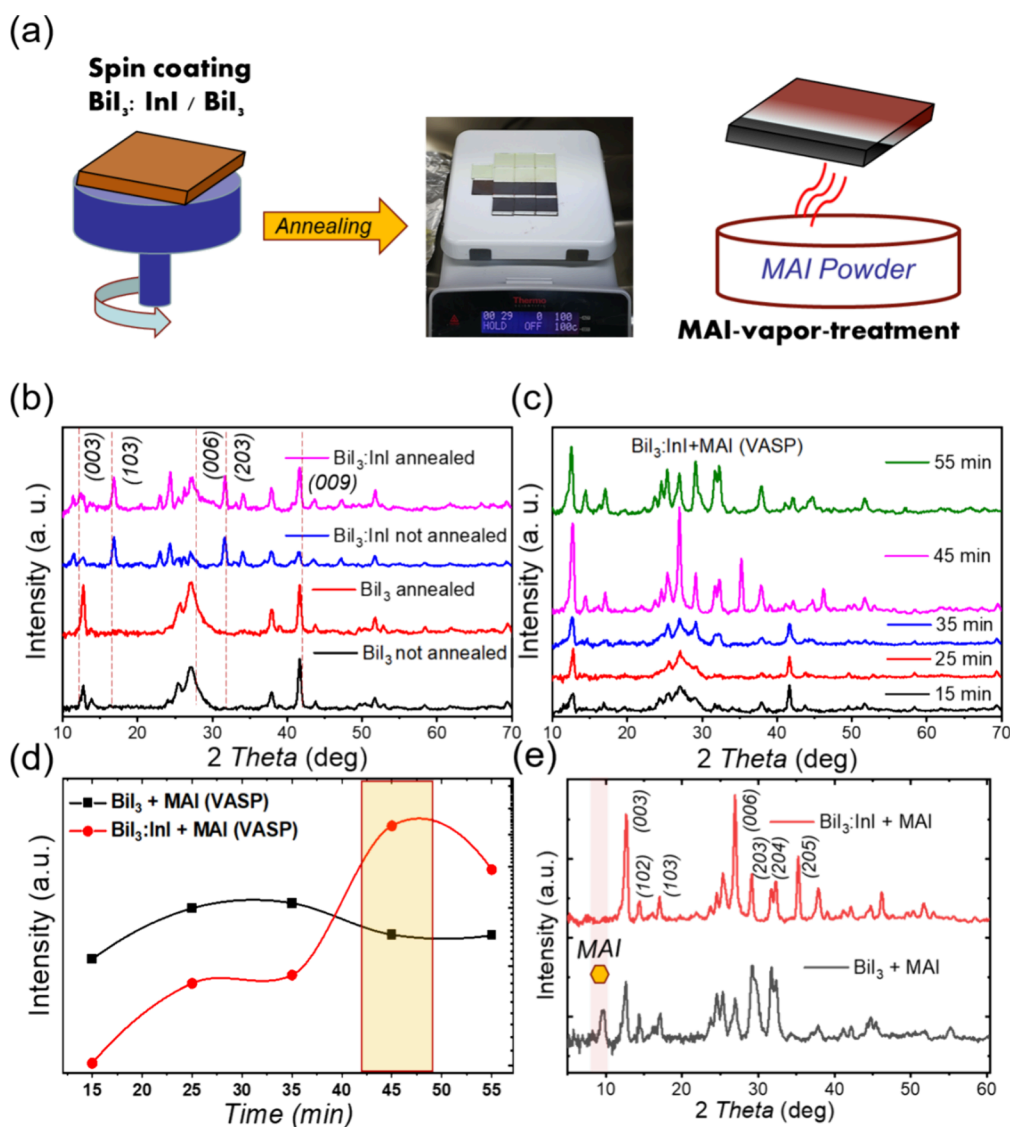 (a)
Spin coating
BiI₃: InI / BiI₃
Annealing
Thermo
00 29 0 100
HOLD OFF 100c
MAI Powder
MAI-vapor-treatment
(b)
(003)
(103)
(006)
(203)
(009)
BiI₃:InI annealed
BiI₃:InI not annealed
BiI₃ annealed
BiI₃ not annealed
Intensity (a. u.)
10 20 30 40 50 60 70
2 Theta (deg)
(c)
BiI₃:InI+MAI (VASP)
55 min
45 min
35 min
25 min
15 min
Intensity (a. u.)
10 20 30 40 50 60 70
2 Theta (deg)
(d)
BiI₃ + MAI (VASP)
BiI₃:InI + MAI (VASP)
Intensity (a.u.)
15 20 25 30 35 40 45 50 55
Time (min)
(e)
(003)
(102)
(103)
(006)
(203)
(204)
(205)
BiI₃:InI + MAI
MAI
BiI₃ + MAI
Intensity (a.u.)
10 20 30 40 50 60
2 Theta (deg)